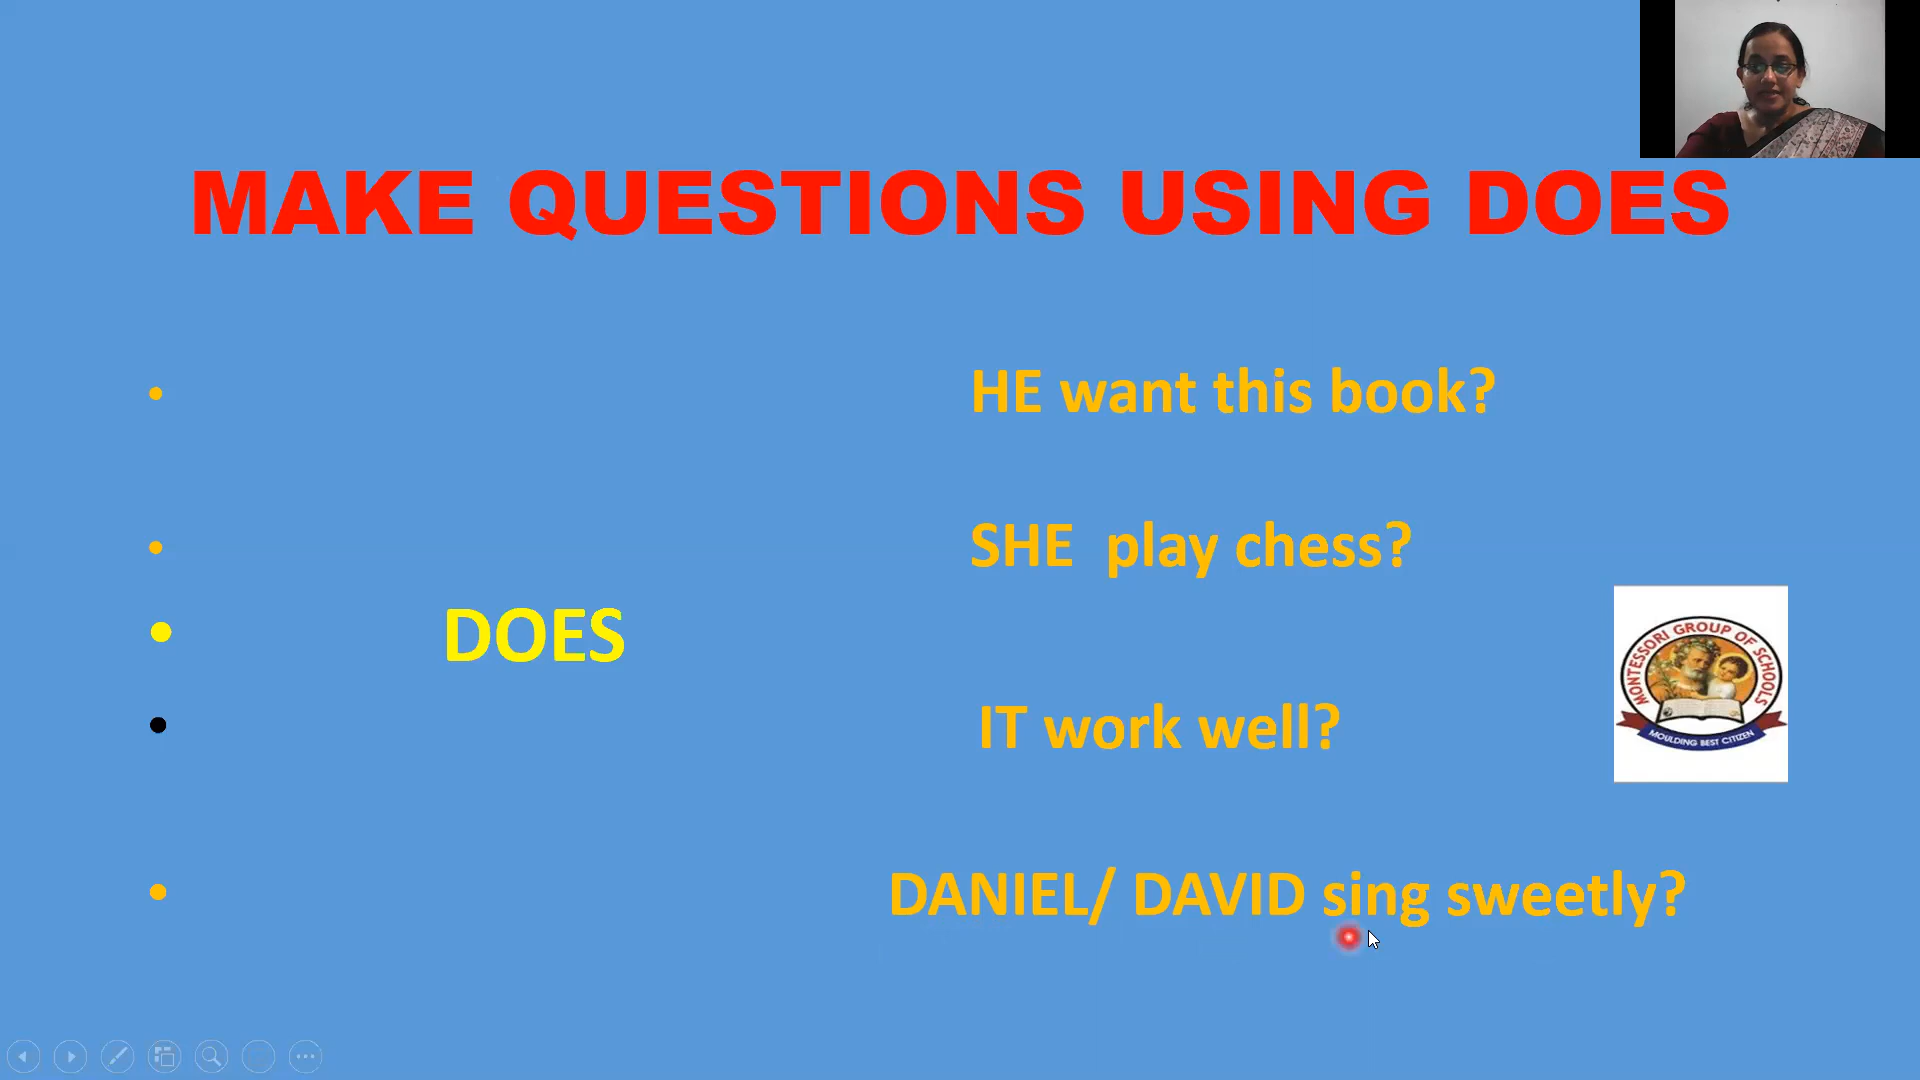 MAKE QUESTIONS USING DOES
HE want this book?
SHE play chess?
DOES
IT work well?
DANIEL/ DAVID sing sweetly?
MONTESSORI GROUP OF SCHOOLS
MOULDING BEST CITIZEN